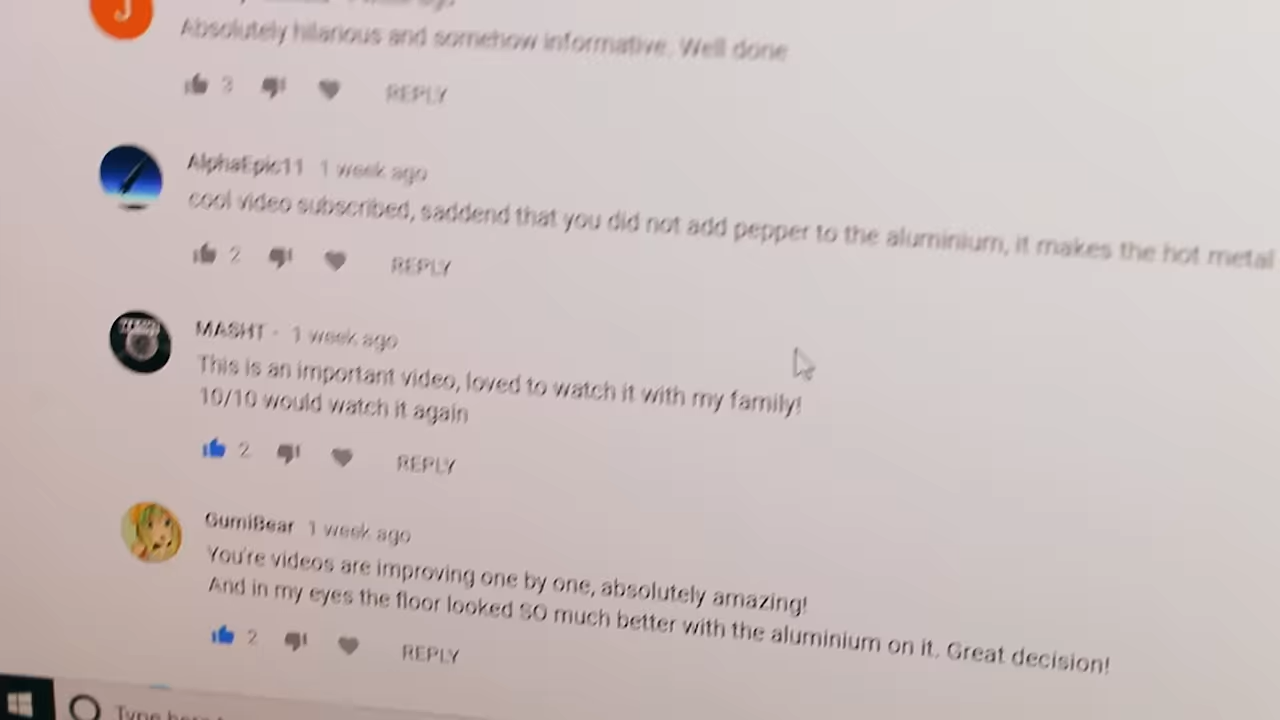 ago
Absolutely hilarious and somehow informative. Well done
3 REPLY
AlphaEpic11 1 week ago
cool video subscribed, saddend that you did not add pepper to the aluminium, it makes the hot metal
2 REPLY
MASHT - 1 week ago
This is an important video, loved to watch it with my family!
10/10 would watch it again
2 REPLY
GumiBear 1 week ago
You're videos are improving one by one, absolutely amazing!
And in my eyes the floor looked SO much better with the aluminium on it. Great decision!
2 REPLY
Type here